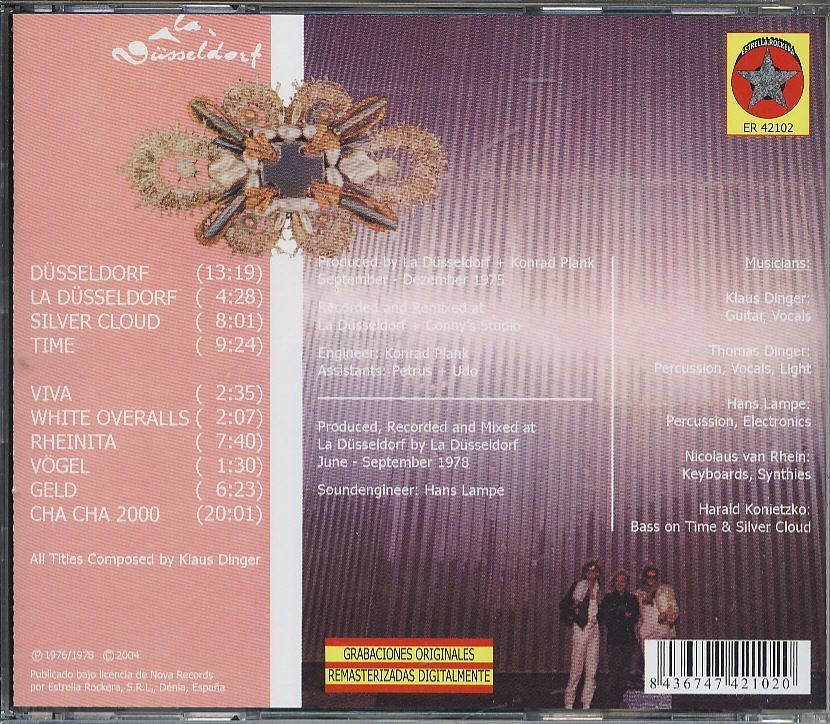 la
Düsseldorf
ESTRELLA ROCKERA
ER 42102
DÜSSELDORF (13:19)
LA DÜSSELDORF ( 4:28)
SILVER CLOUD ( 8:01)
TIME ( 9:24)
VIVA ( 2:35)
WHITE OVERALLS ( 2:07)
RHEINITA ( 7:40)
VÖGEL ( 1:30)
GELD ( 6:23)
CHA CHA 2000 (20:01)
All Titles Composed by Klaus Dinger
℗ 1976/1978 © 2004
Publicado bajo licencia de Nova Records
por Estrella Rockera, S.R.L., Dénia, España
Produced by La Düsseldorf + Konrad Plank
September - Dezember 1975
Recorded and Remixed at
La Düsseldorf + Conny's Studio
Engineer: Konrad Plank
Assistants: Petrus + Udo
Produced, Recorded and Mixed at
La Düsseldorf by La Düsseldorf
June - September 1978
Soundengineer: Hans Lampe
Musicians:
Klaus Dinger:
Guitar, Vocals
Thomas Dinger:
Percussion, Vocals, Light
Hans Lampe:
Percussion, Electronics
Nicolaus van Rhein:
Keyboards, Synthies
Harald Konietzko:
Bass on Time & Silver Cloud
GRABACIONES ORIGINALES
REMASTERIZADAS DIGITALMENTE
8436747421020